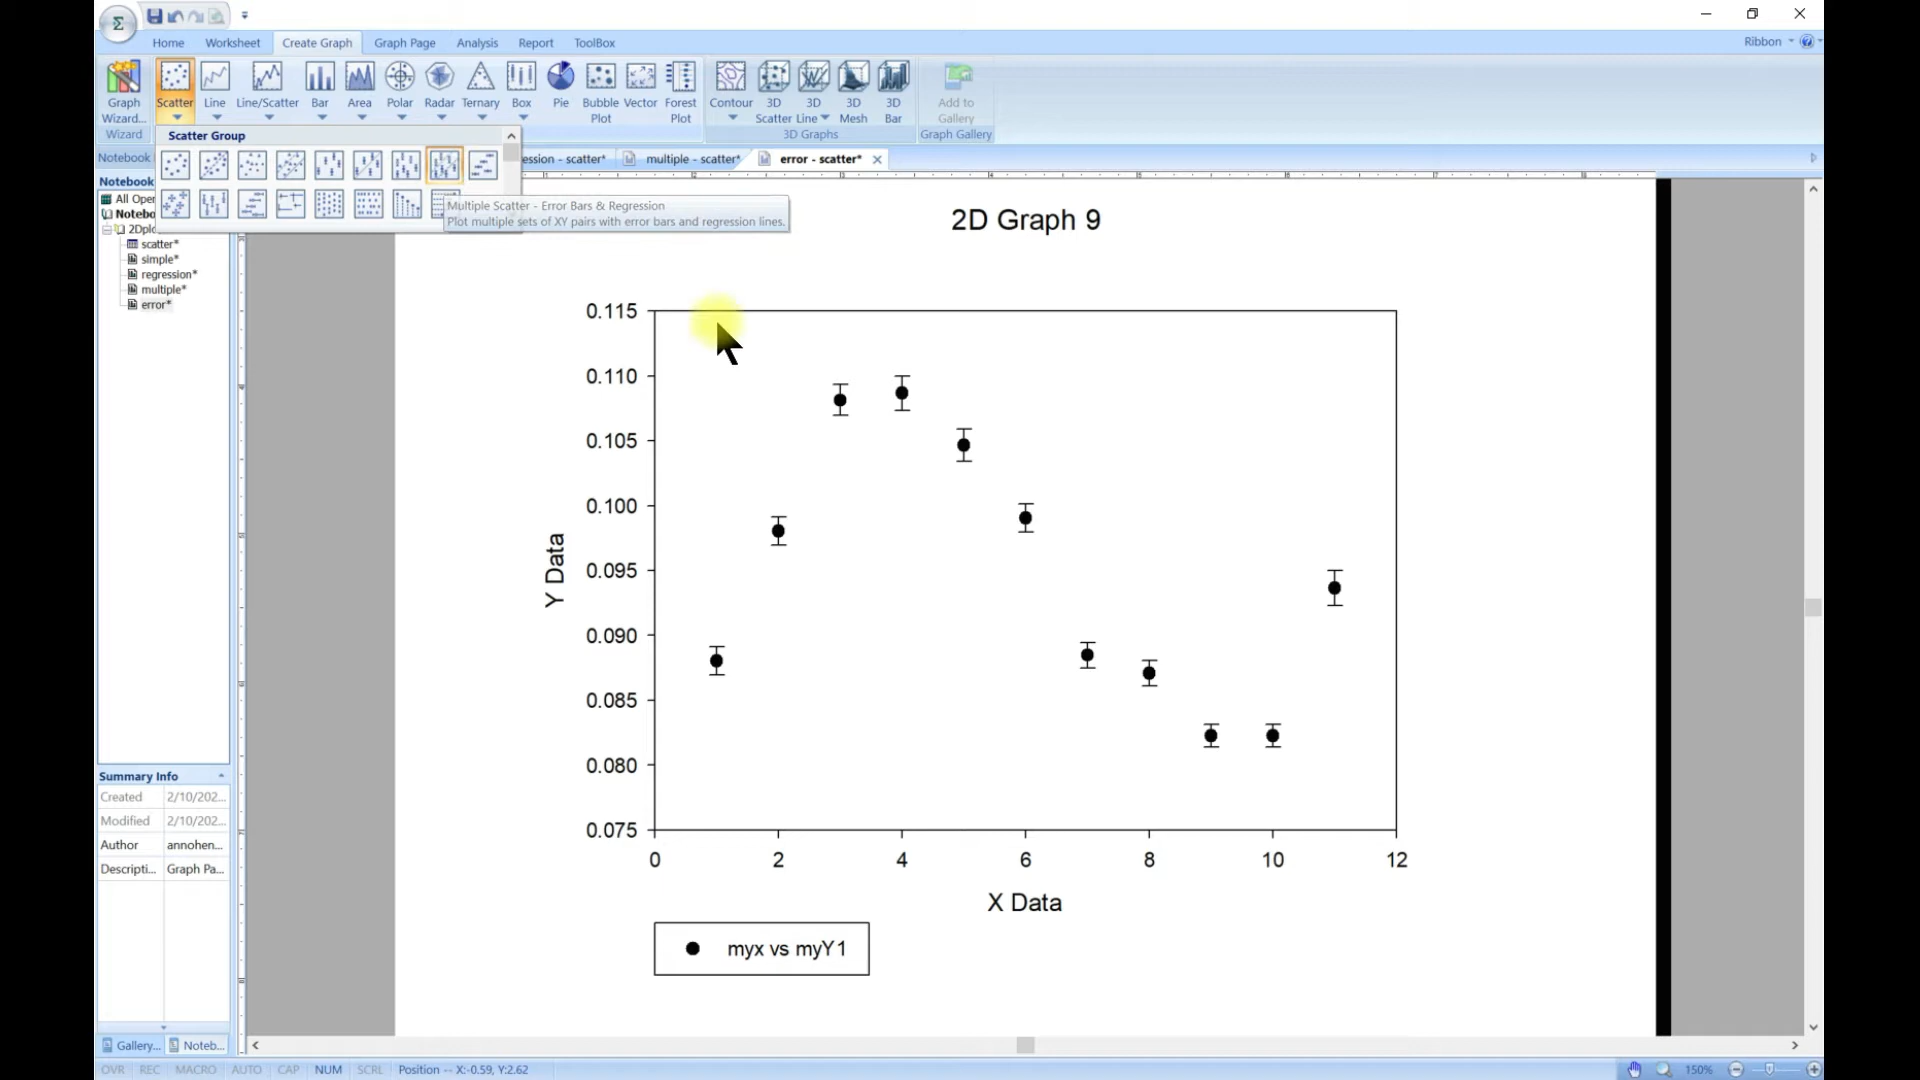 Σ
Home Worksheet Create Graph Graph Page Analysis Report ToolBox
Ribbon
Graph Wizard...
Scatter
Line
Line/Scatter
Bar
Area
Polar
Radar
Ternary
Box
Pie
Bubble Plot
Vector
Forest Plot
Contour
3D Scatter
3D Line
3D Mesh
3D Bar
Add to Gallery
Wizard
3D Graphs
Graph Gallery
Scatter Group
Notebook
ession - scatter*
multiple - scatter*
error - scatter*
Notebook
All Oper
Notebo
2Dplo
scatter*
simple*
regression*
multiple*
error*
Multiple Scatter - Error Bars & Regression
Plot multiple sets of XY pairs with error bars and regression lines.
2D Graph 9
0.115
0.110
0.105
0.100
0.095
0.090
0.085
0.080
0.075
Y Data
0 2 4 6 8 10 12
X Data
myx vs myY1
Summary Info
Created 2/10/202...
Modified 2/10/202...
Author annohen...
Descripti... Graph Pa...
Gallery... Noteb...
OVR REC MACRO AUTO CAP NUM SCRL Position -- X:-0.59, Y:2.62
150%